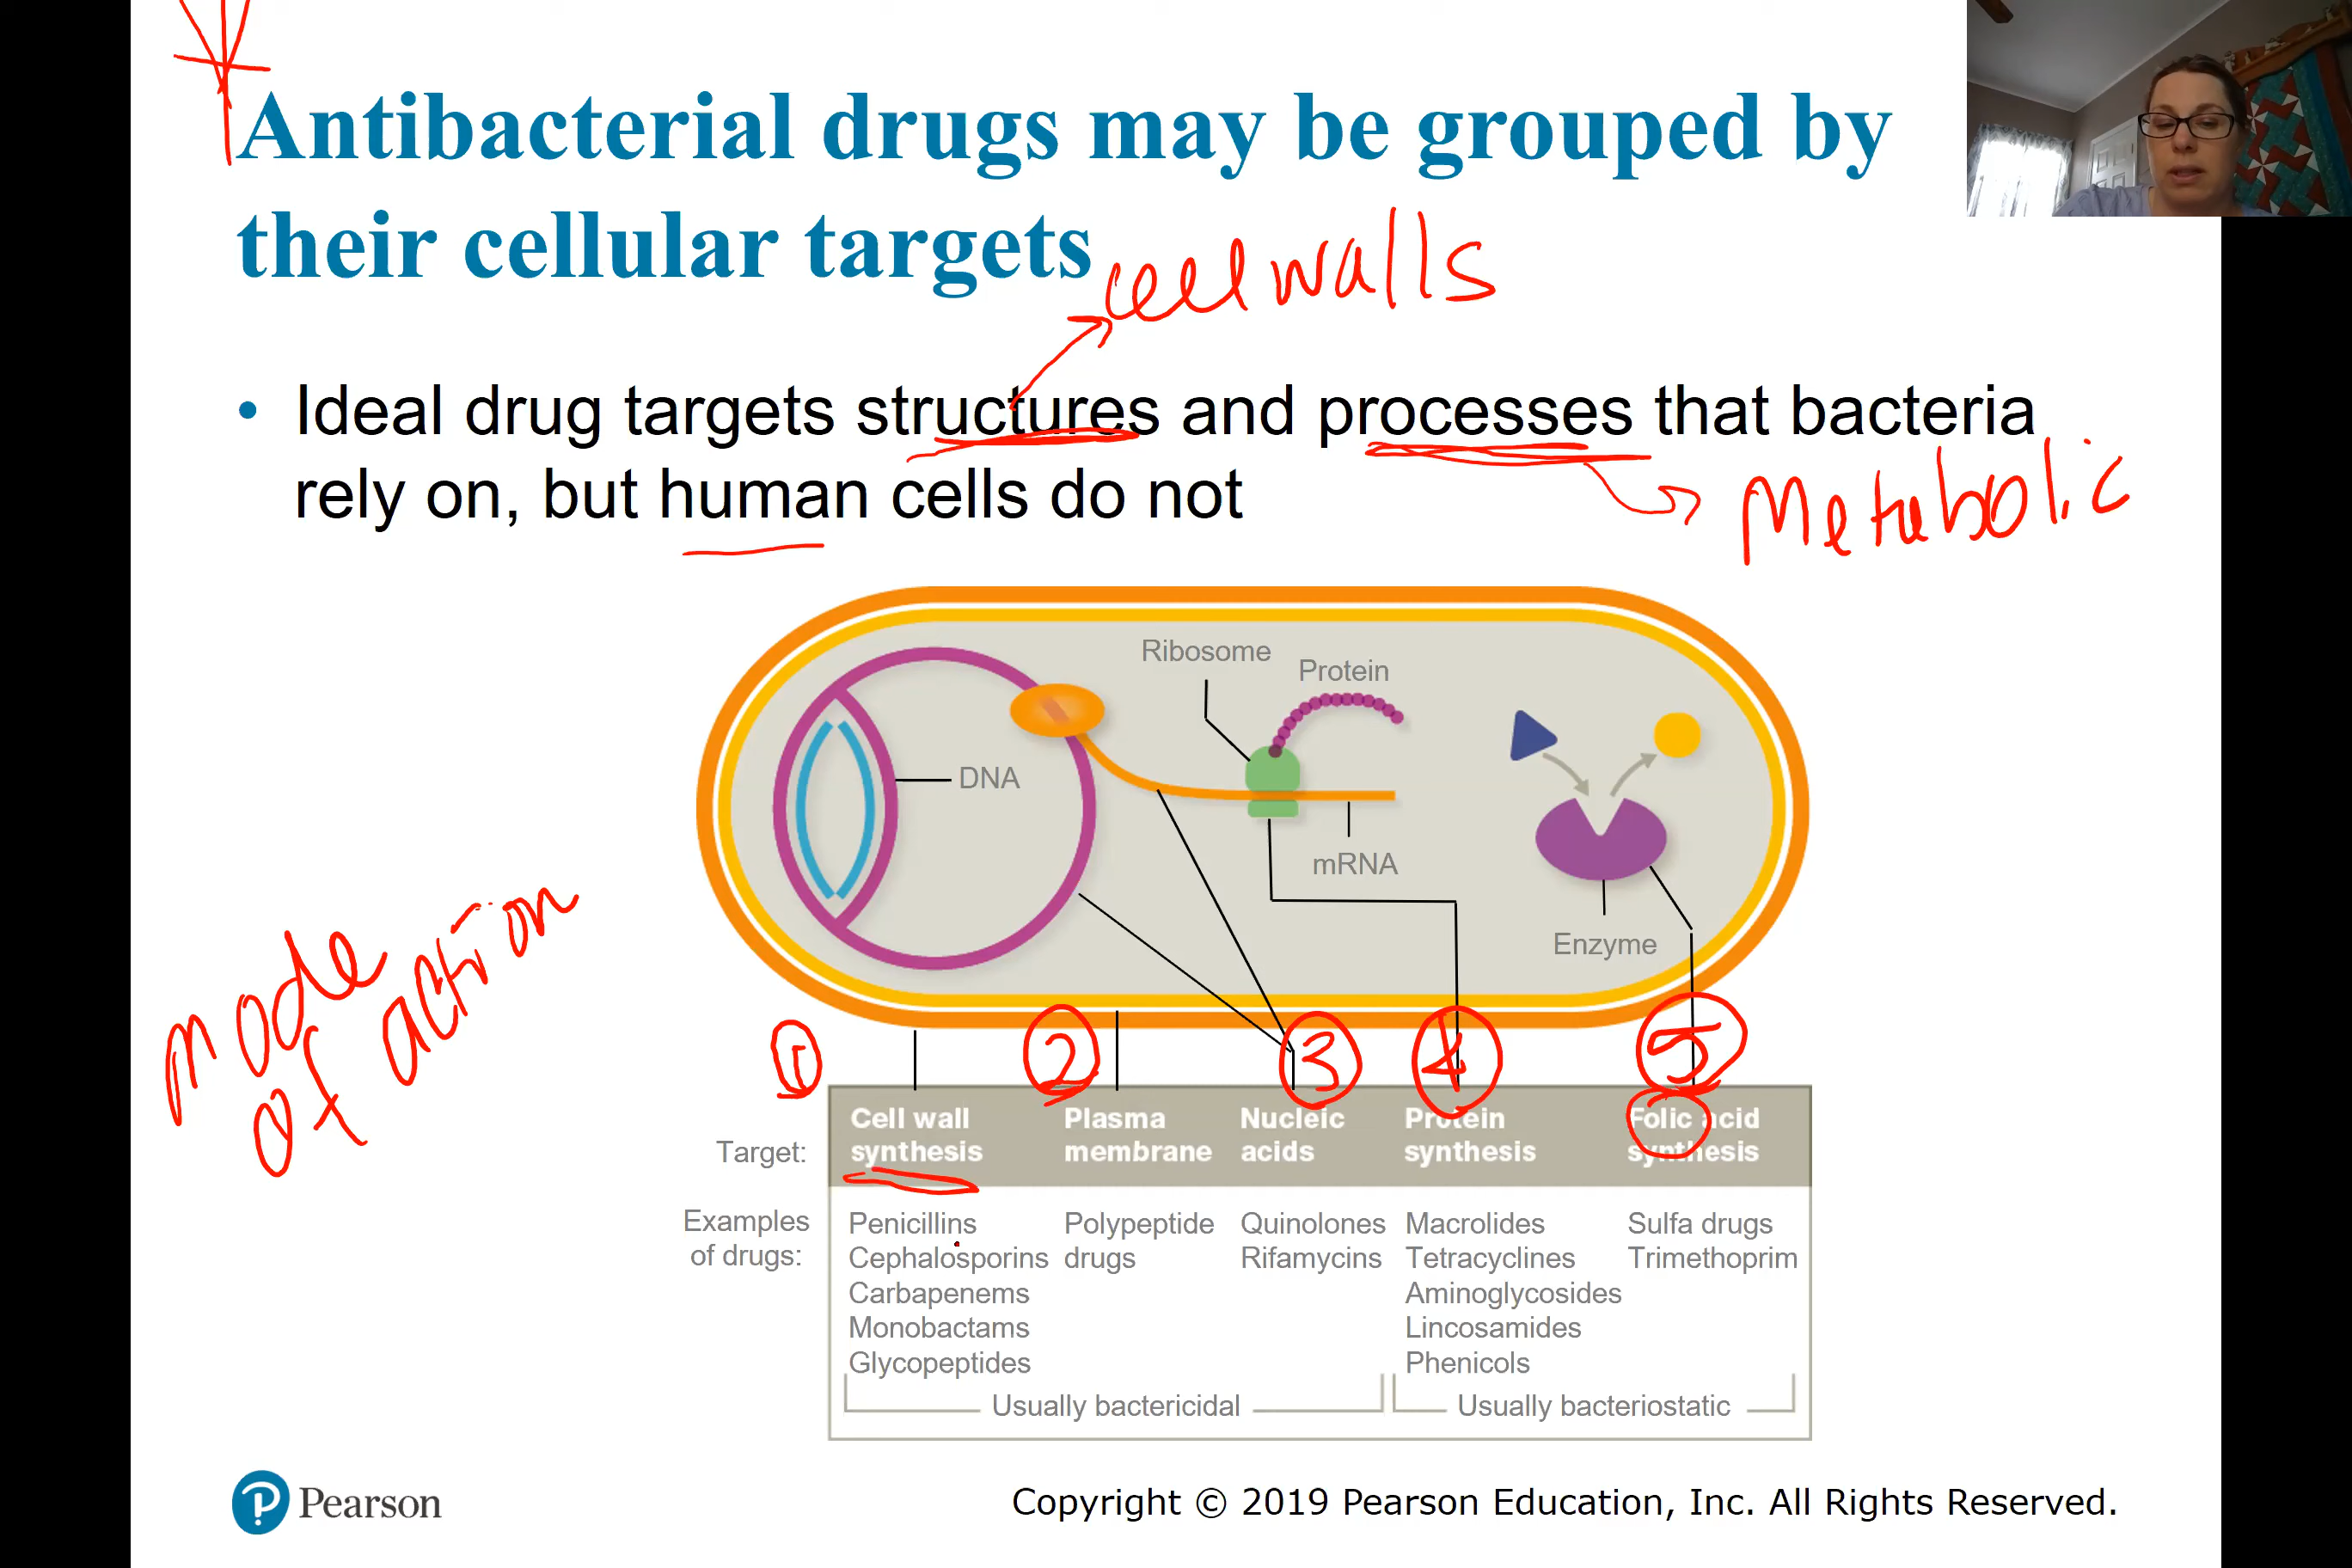 Antibacterial drugs may be grouped by
their cellular targets
cell walls
• Ideal drug targets structures and processes that bacteria
rely on, but human cells do not
Metabolic
Ribosome
Protein
DNA
mRNA
Enzyme
mode
of action
1 2 3 4 5
Target:
Cell wall synthesis
Plasma membrane
Nucleic acids
Protein synthesis
Folic acid synthesis
Examples
of drugs:
Penicillins
Cephalosporins
Carbapenems
Monobactams
Glycopeptides
Polypeptide
drugs
Quinolones
Rifamycins
Macrolides
Tetracyclines
Aminoglycosides
Lincosamides
Phenicols
Sulfa drugs
Trimethoprim
Usually bactericidal
Usually bacteriostatic
P Pearson
Copyright © 2019 Pearson Education, Inc. All Rights Reserved.